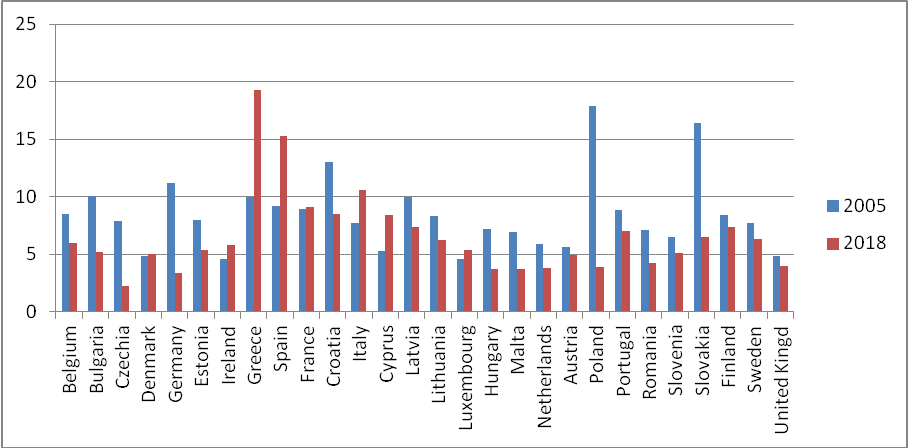 25
20
15
10
5
0
Belgium
Bulgaria
Czechia
Denmark
Germany
Estonia
Ireland
Greece
Spain
France
Croatia
Italy
Cyprus
Latvia
Lithuania
Luxembourg
Hungary
Malta
Netherlands
Austria
Poland
Portugal
Romania
Slovenia
Slovakia
Finland
Sweden
United Kingd
2005
2018